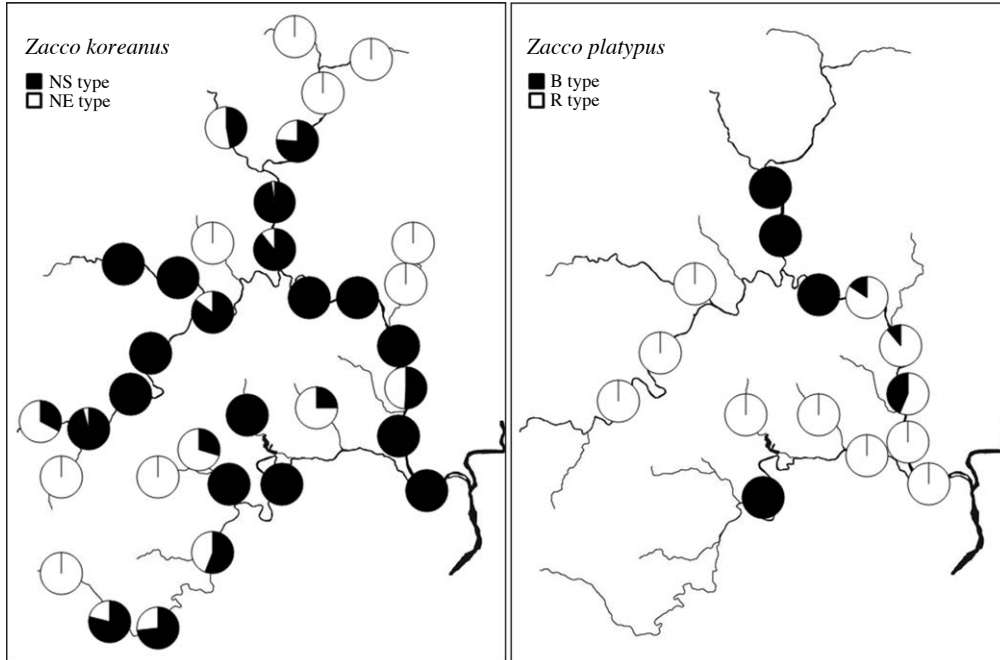 Zacco koreanus
NS type
NE type
Zacco platypus
B type
R type